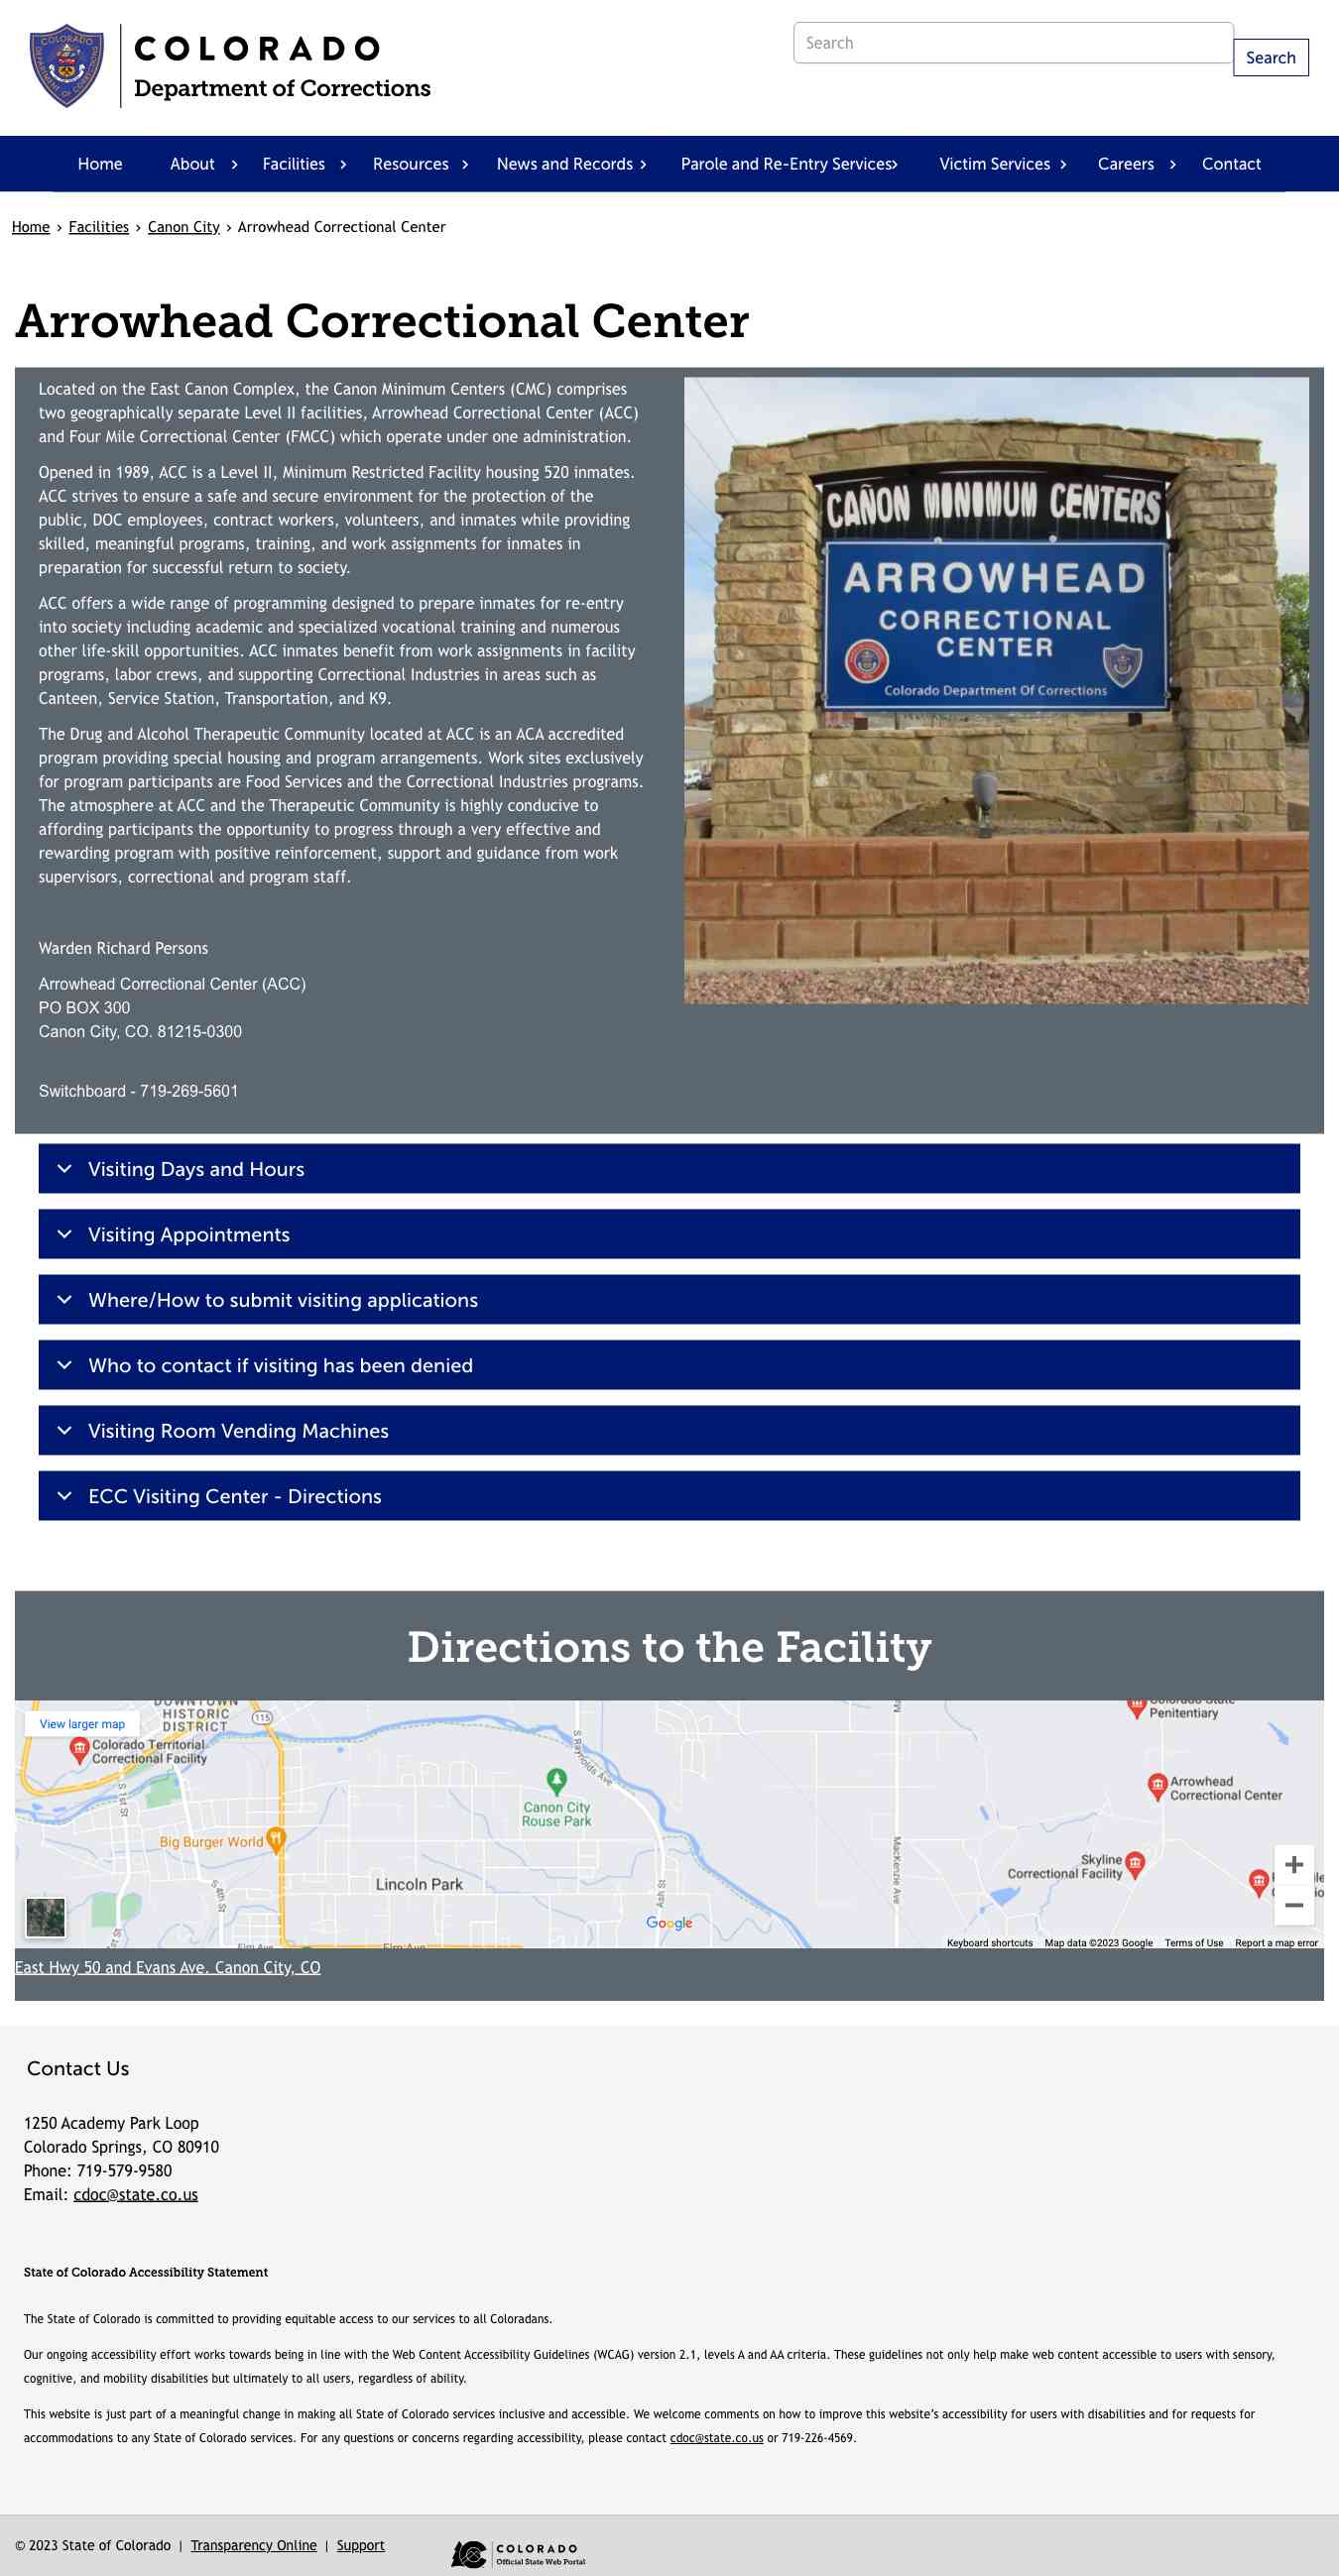 COLORADO
Department of Corrections
Search
Search
Home About Facilities Resources News and Records Parole and Re-Entry Services Victim Services Careers Contact
Home › Facilities › Canon City › Arrowhead Correctional Center
Arrowhead Correctional Center
Located on the East Canon Complex, the Canon Minimum Centers (CMC) comprises
two geographically separate Level II facilities, Arrowhead Correctional Center (ACC)
and Four Mile Correctional Center (FMCC) which operate under one administration.
Opened in 1989, ACC is a Level II, Minimum Restricted Facility housing 520 inmates.
ACC strives to ensure a safe and secure environment for the protection of the
public, DOC employees, contract workers, volunteers, and inmates while providing
skilled, meaningful programs, training, and work assignments for inmates in
preparation for successful return to society.
ACC offers a wide range of programming designed to prepare inmates for re-entry
into society including academic and specialized vocational training and numerous
other life-skill opportunities. ACC inmates benefit from work assignments in facility
programs, labor crews, and supporting Correctional Industries in areas such as
Canteen, Service Station, Transportation, and K9.
The Drug and Alcohol Therapeutic Community located at ACC is an ACA accredited
program providing special housing and program arrangements. Work sites exclusively
for program participants are Food Services and the Correctional Industries programs.
The atmosphere at ACC and the Therapeutic Community is highly conducive to
affording participants the opportunity to progress through a very effective and
rewarding program with positive reinforcement, support and guidance from work
supervisors, correctional and program staff.
Warden Richard Persons
Arrowhead Correctional Center (ACC)
PO BOX 300
Canon City, CO. 81215-0300
Switchboard - 719-269-5601
CAÑON MINIMUM CENTERS
ARROWHEAD
CORRECTIONAL
CENTER
Colorado Department Of Corrections
Visiting Days and Hours
Visiting Appointments
Where/How to submit visiting applications
Who to contact if visiting has been denied
Visiting Room Vending Machines
ECC Visiting Center - Directions
Directions to the Facility
View larger map
DOWNTOWN
HISTORIC
DISTRICT
115
Colorado Territorial
Correctional Facility
S 1st St
S 4th St
S 1st St
Big Burger World
Lincoln Park
Elm Ave
Elm Ave
S Raynolds Ave
Canon City
Rouse Park
Ash St
Google
MacKenzie Ave
Colorado State
Penitentiary
Arrowhead
Correctional Center
Skyline
Correctional Facility
Keyboard shortcuts Map data ©2023 Google Terms of Use Report a map error
East Hwy 50 and Evans Ave. Canon City, CO
Contact Us
1250 Academy Park Loop
Colorado Springs, CO 80910
Phone: 719-579-9580
Email: cdoc@state.co.us
State of Colorado Accessibility Statement
The State of Colorado is committed to providing equitable access to our services to all Coloradans.
Our ongoing accessibility effort works towards being in line with the Web Content Accessibility Guidelines (WCAG) version 2.1, levels A and AA criteria. These guidelines not only help make web content accessible to users with sensory,
cognitive, and mobility disabilities but ultimately to all users, regardless of ability.
This website is just part of a meaningful change in making all State of Colorado services inclusive and accessible. We welcome comments on how to improve this website’s accessibility for users with disabilities and for requests for
accommodations to any State of Colorado services. For any questions or concerns regarding accessibility, please contact cdoc@state.co.us or 719-226-4569.
© 2023 State of Colorado | Transparency Online | Support
COLORADO
Official State Web Portal